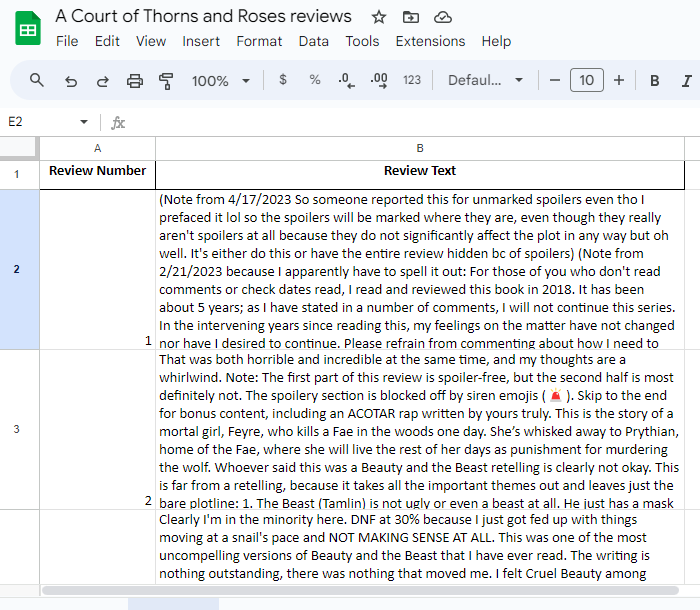 A Court of Thorns and Roses reviews
File Edit View Insert Format Data Tools Extensions Help
100% $ % .0 .00 123 Defaul... 10 B I
E2 fx
A B
1 Review Number Review Text
(Note from 4/17/2023 So someone reported this for unmarked spoilers even tho I
prefaced it lol so the spoilers will be marked where they are, even though they really
aren't spoilers at all because they do not significantly affect the plot in any way but oh
well. It's either do this or have the entire review hidden bc of spoilers) (Note from
2 2/21/2023 because I apparently have to spell it out: For those of you who don't read
comments or check dates read, I read and reviewed this book in 2018. It has been
about 5 years; as I have stated in a number of comments, I will not continue this series.
In the intervening years since reading this, my feelings on the matter have not changed
1 nor have I desired to continue. Please refrain from commenting about how I need to
That was both horrible and incredible at the same time, and my thoughts are a
whirlwind. Note: The first part of this review is spoiler-free, but the second half is most
definitely not. The spoilery section is blocked off by siren emojis ( 🚨 ). Skip to the end
for bonus content, including an ACOTAR rap written by yours truly. This is the story of a
3 mortal girl, Feyre, who kills a Fae in the woods one day. She’s whisked away to Prythian,
home of the Fae, where she will live the rest of her days as punishment for murdering
the wolf. Whoever said this was a Beauty and the Beast retelling is clearly not okay. This
is far from a retelling, because it takes all the important themes out and leaves just the
2 bare plotline: 1. The Beast (Tamlin) is not ugly or even a beast at all. He just has a mask
Clearly I'm in the minority here. DNF at 30% because I just got fed up with things
moving at a snail's pace and NOT MAKING SENSE AT ALL. This was one of the most
uncompelling versions of Beauty and the Beast that I have ever read. The writing is
nothing outstanding, there was nothing that moved me. I felt Cruel Beauty among